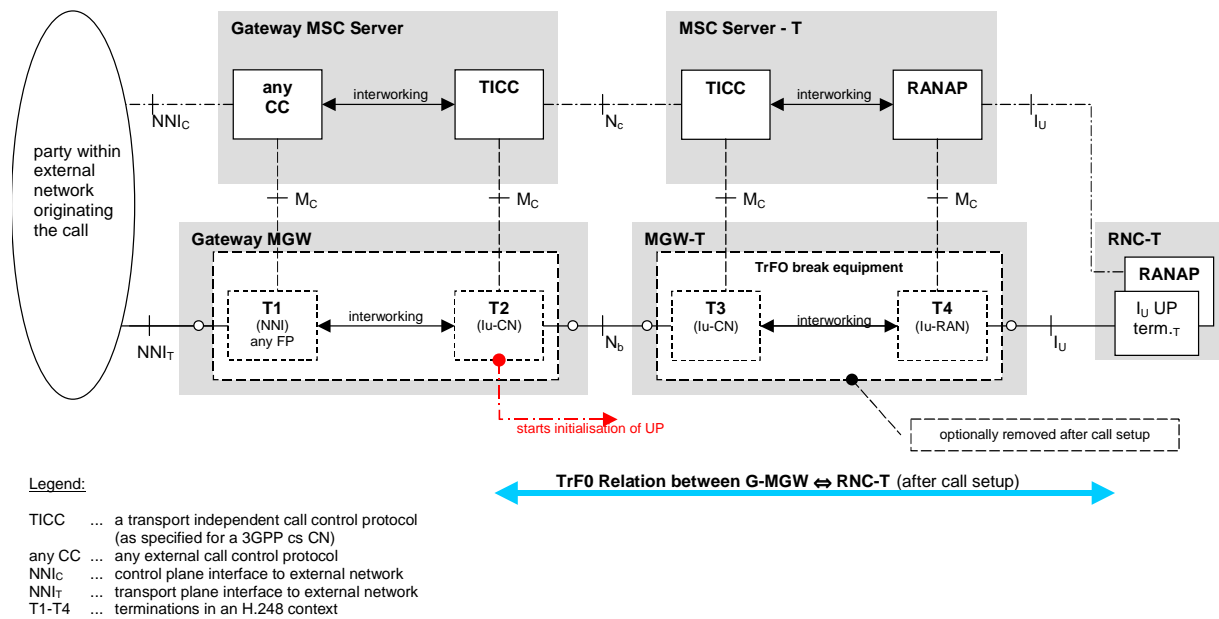 Gateway MSC Server
MSC Server - T
any
CC
interworking
TICC
TICC
interworking
RANAP
NNIC
NC
IU
party within
external
network
originating
the call
MC
MC
MC
MC
Gateway MGW
MGW-T
RNC-T
TrFO break equipment
RANAP
T1
(NNI)
any FP
interworking
T2
(Iu-CN)
T3
(Iu-CN)
interworking
T4
(Iu-RAN)
IU UP
term.T
NNIT
Nb
IU
starts initialisation of UP
optionally removed after call setup
TrF0 Relation between G-MGW ⇔ RNC-T (after call setup)
Legend:
TICC ... a transport independent call control protocol
(as specified for a 3GPP cs CN)
any CC ... any external call control protocol
NNIC ... control plane interface to external network
NNIT ... transport plane interface to external network
T1-T4 ... terminations in an H.248 context